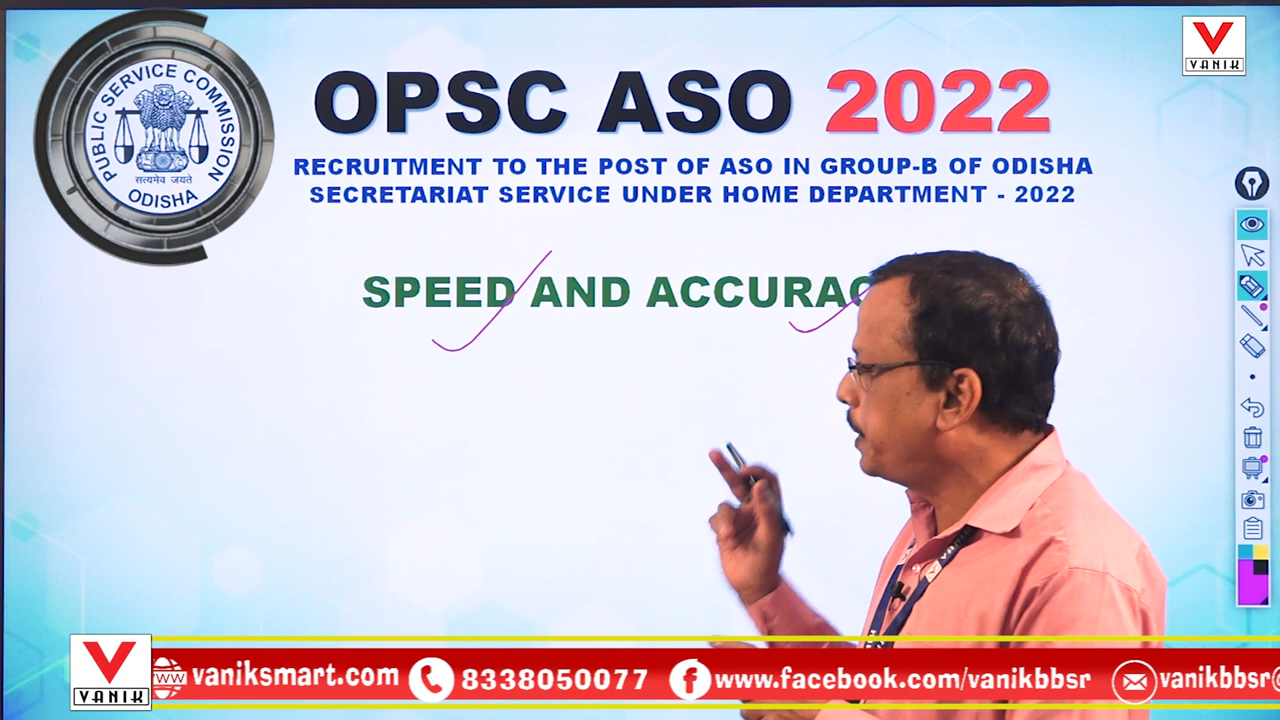 PUBLIC SERVICE COMMISSION
सत्यमेव जयते
ODISHA
OPSC ASO 2022
VANIK
RECRUITMENT TO THE POST OF ASO IN GROUP-B OF ODISHA
SECRETARIAT SERVICE UNDER HOME DEPARTMENT - 2022
SPEED AND ACCURAC
VANIK
www vaniksmart.com 8338050077 f www.facebook.com/vanikbbsr vanikbbsr@